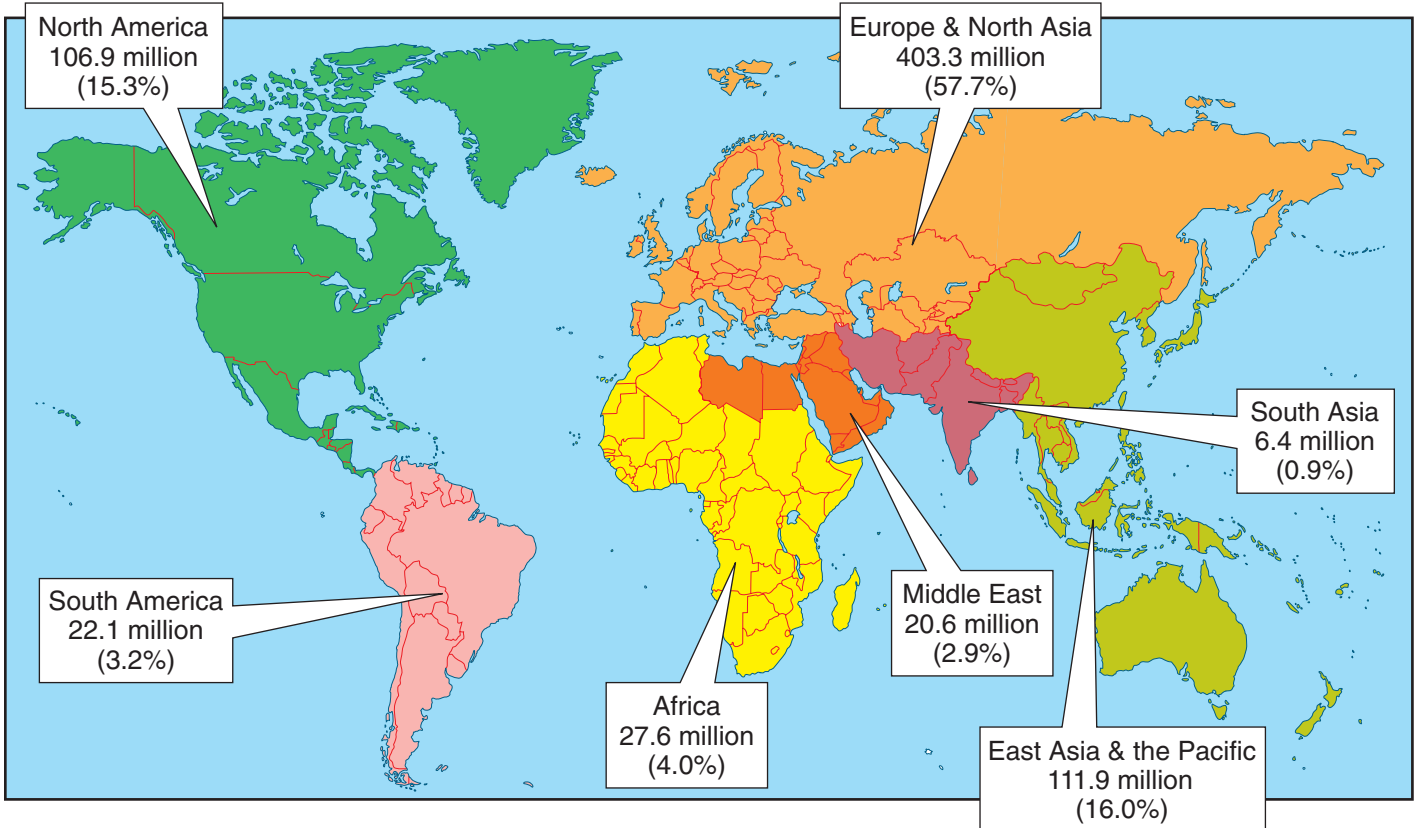 North America
106.9 million
(15.3%)
Europe & North Asia
403.3 million
(57.7%)
South Asia
6.4 million
(0.9%)
South America
22.1 million
(3.2%)
Middle East
20.6 million
(2.9%)
Africa
27.6 million
(4.0%)
East Asia & the Pacific
111.9 million
(16.0%)